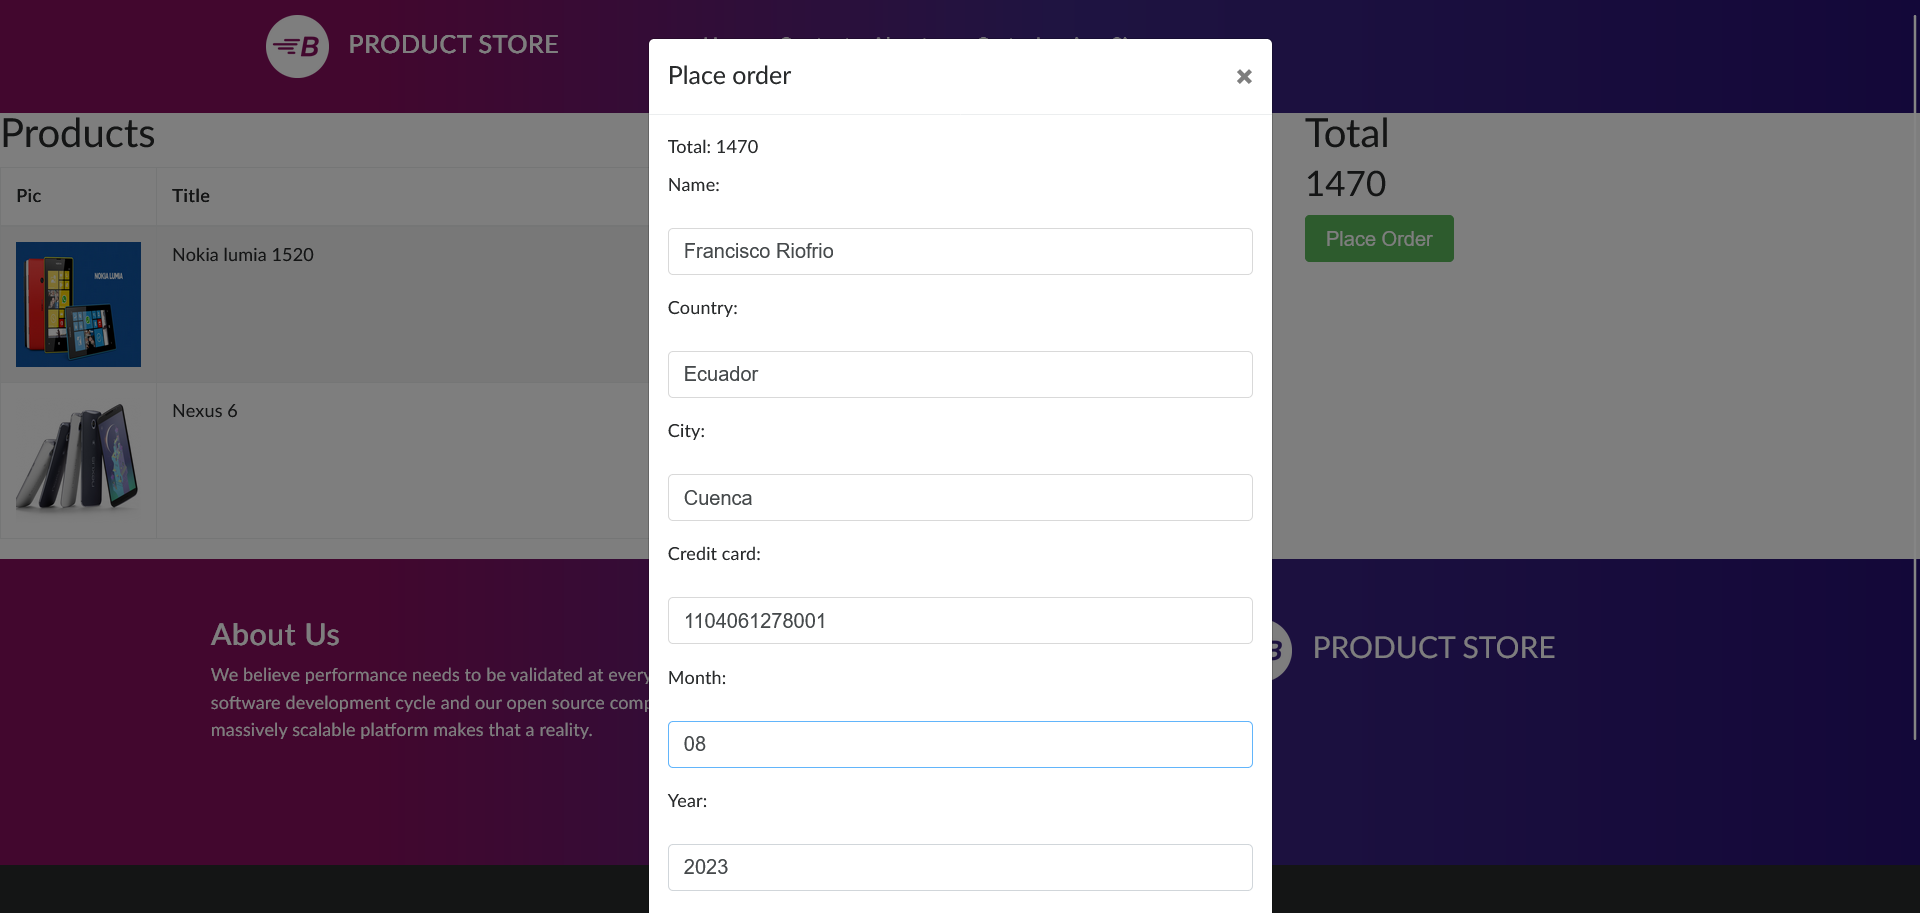 PRODUCT STORE
Place order
Total: 1470
Name:
Francisco Riofrio
Country:
Ecuador
City:
Cuenca
Credit card:
1104061278001
Month:
08
Year:
2023
Products
Pic
Title
NOKIA LUMIA
Nokia lumia 1520
Nexus 6
Total
1470
Place Order
About Us
We believe performance needs to be validated at every
software development cycle and our open source comp
massively scalable platform makes that a reality.
PRODUCT STORE